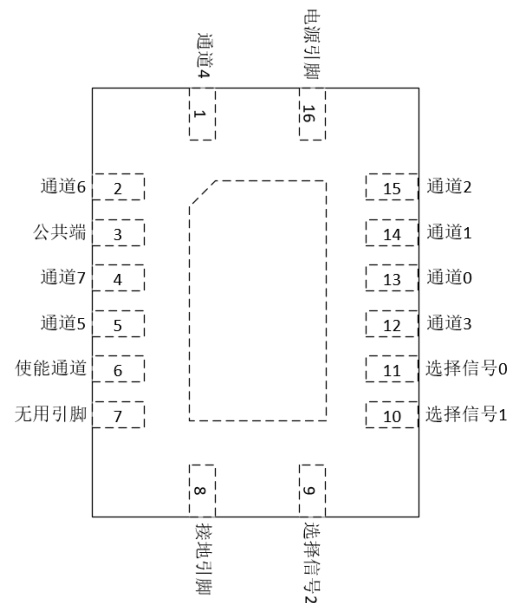 通道4
电源引脚
1
16
通道6 2
15 通道2
公共端 3
14 通道1
通道7 4
13 通道0
通道5 5
12 通道3
使能通道 6
11 选择信号0
无用引脚 7
10 选择信号1
8
9
接地引脚
选择信号2